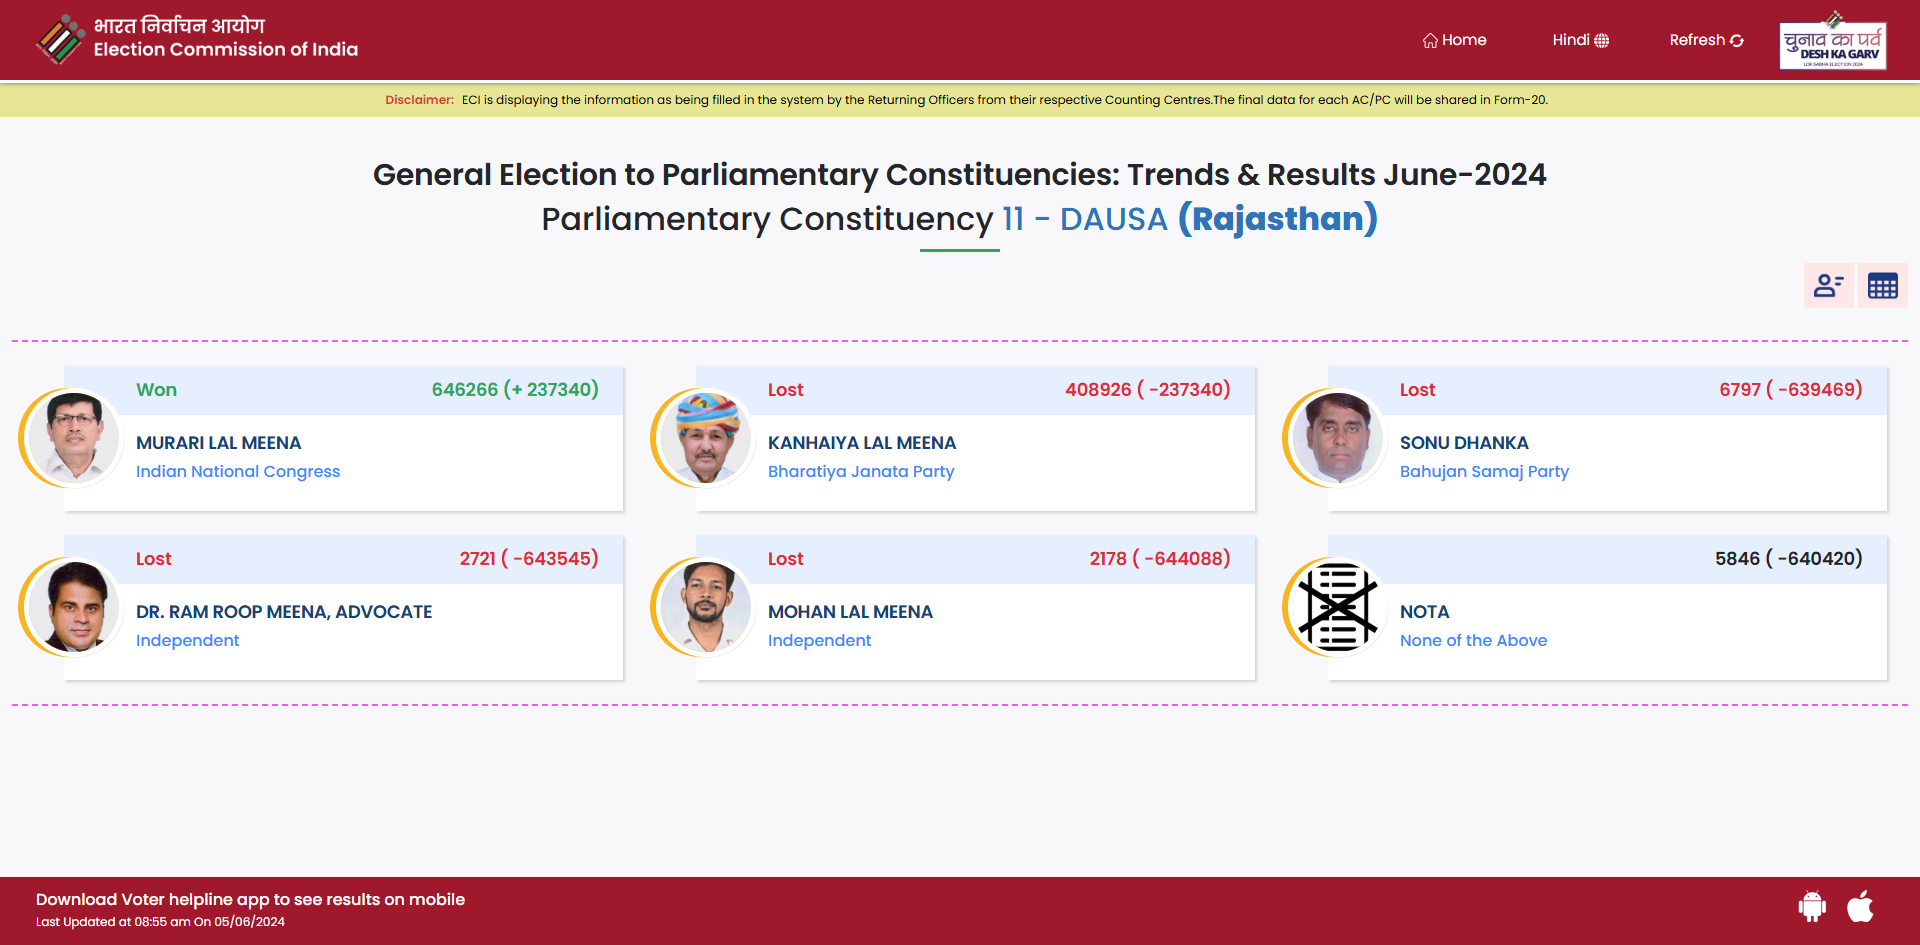 भारत निर्वाचन आयोग
Election Commission of India
Home
Hindi
Refresh
चुनाव का पर्व
DESH KA GARV
LOK SABHA ELECTION 2024
Disclaimer: ECI is displaying the information as being filled in the system by the Returning Officers from their respective Counting Centres.The final data for each AC/PC will be shared in Form-20.
General Election to Parliamentary Constituencies: Trends & Results June-2024
Parliamentary Constituency 11 - DAUSA (Rajasthan)
Won 646266 (+ 237340)
MURARI LAL MEENA
Indian National Congress
Lost 408926 ( -237340)
KANHAIYA LAL MEENA
Bharatiya Janata Party
Lost 6797 ( -639469)
SONU DHANKA
Bahujan Samaj Party
Lost 2721 ( -643545)
DR. RAM ROOP MEENA, ADVOCATE
Independent
Lost 2178 ( -644088)
MOHAN LAL MEENA
Independent
5846 ( -640420)
NOTA
None of the Above
Download Voter helpline app to see results on mobile
Last Updated at 08:55 am On 05/06/2024